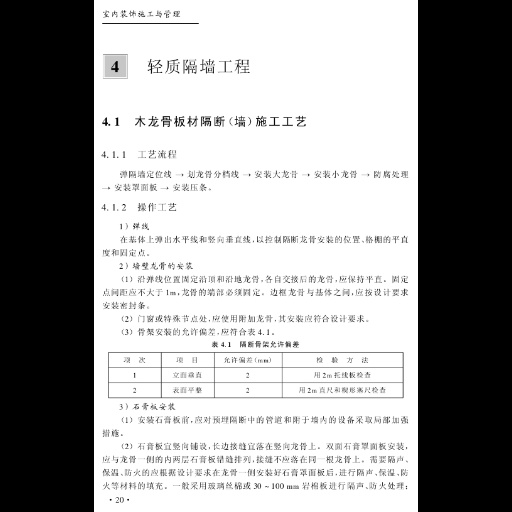 室内装饰施工与管理
4 轻质隔墙工程
4.1 木龙骨板材隔断(墙)施工工艺
4.1.1 工艺流程
弹隔墙定位线 → 划龙骨分档线 → 安装大龙骨 → 安装小龙骨 → 防腐处理
→ 安装罩面板 → 安装压条。
4.1.2 操作工艺
1)弹线
在基体上弹出水平线和竖向垂直线,以控制隔断龙骨安装的位置、格栅的平直
度和固定点。
2)墙壁龙骨的安装
(1)沿弹线位置固定沿顶和沿地龙骨,各自交接后的龙骨,应保持平直。固定
点间距应不大于1m,龙骨的端部必须固定。边框龙骨与基体之间,应按设计要求
安装密封条。
(2)门窗或特殊节点处,应使用附加龙骨,其安装应符合设计要求。
(3)骨架安装的允许偏差,应符合表4.1。
表4.1 隔断骨架允许偏差
项 次 项 目 允许偏差(mm) 检 验 方 法
1 立面垂直 2 用2m托线板检查
2 表面平整 2 用2m直尺和楔形塞尺检查
3)石膏板安装
(1)安装石膏板前,应对预埋隔断中的管道和附于墙内的设备采取局部加强
措施。
(2)石膏板宜竖向铺设,长边接缝宜落在竖向龙骨上。双面石膏罩面板安装,
应与龙骨一侧的内两层石膏板错缝排列,接缝不应落在同一根龙骨上。需要隔声、
保温、防火的应根据设计要求在龙骨一侧安装好石膏罩面板后,进行隔声、保温、防
火等材料的填充。一般采用玻璃丝棉或30~100 mm岩棉板进行隔声、防火处理;
·20·